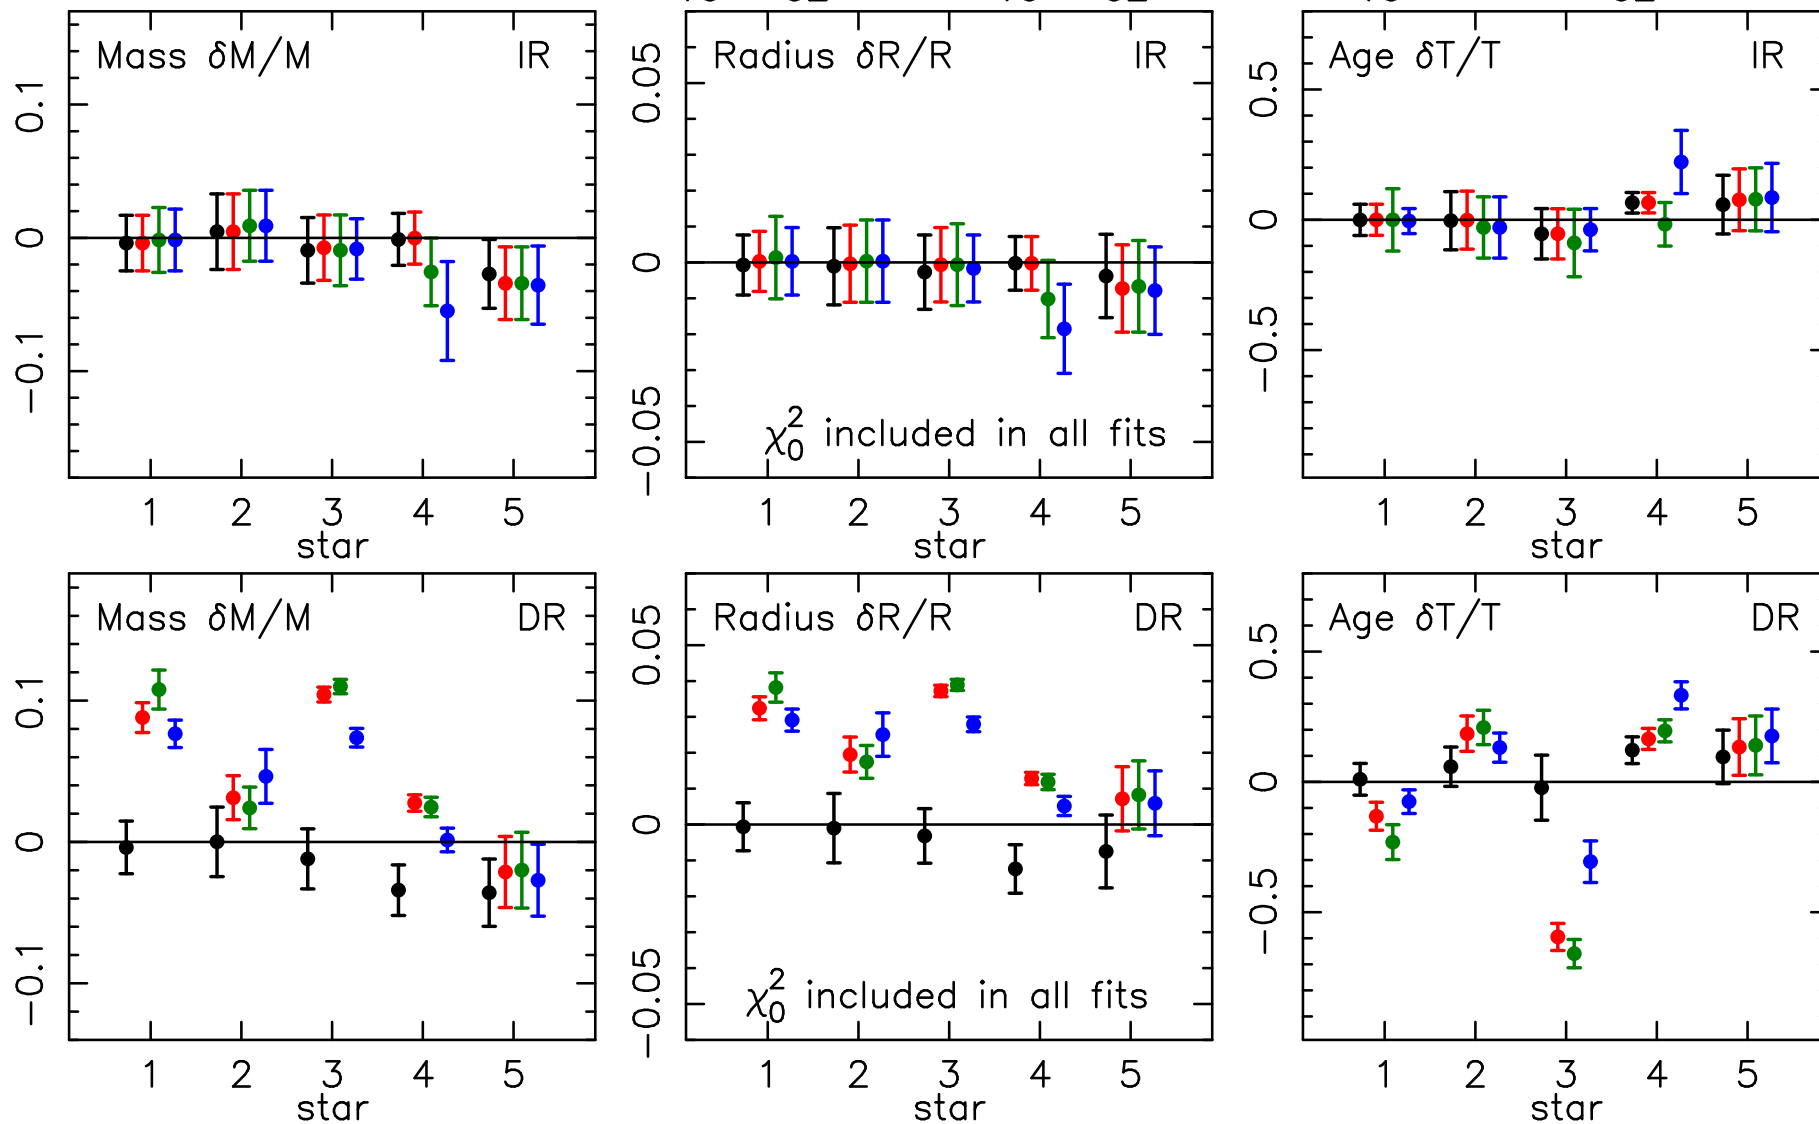 Mass δM/M IR
0.1
0
−0.1
1 2 3 4 5
star
Radius δR/R IR
0.05
0
−0.05
χ₀² included in all fits
1 2 3 4 5
star
Age δT/T IR
0.5
0
−0.5
1 2 3 4 5
star
Mass δM/M DR
0.1
0
−0.1
1 2 3 4 5
star
Radius δR/R DR
0.05
0
−0.05
χ₀² included in all fits
1 2 3 4 5
star
Age δT/T DR
0.5
0
−0.5
1 2 3 4 5
star